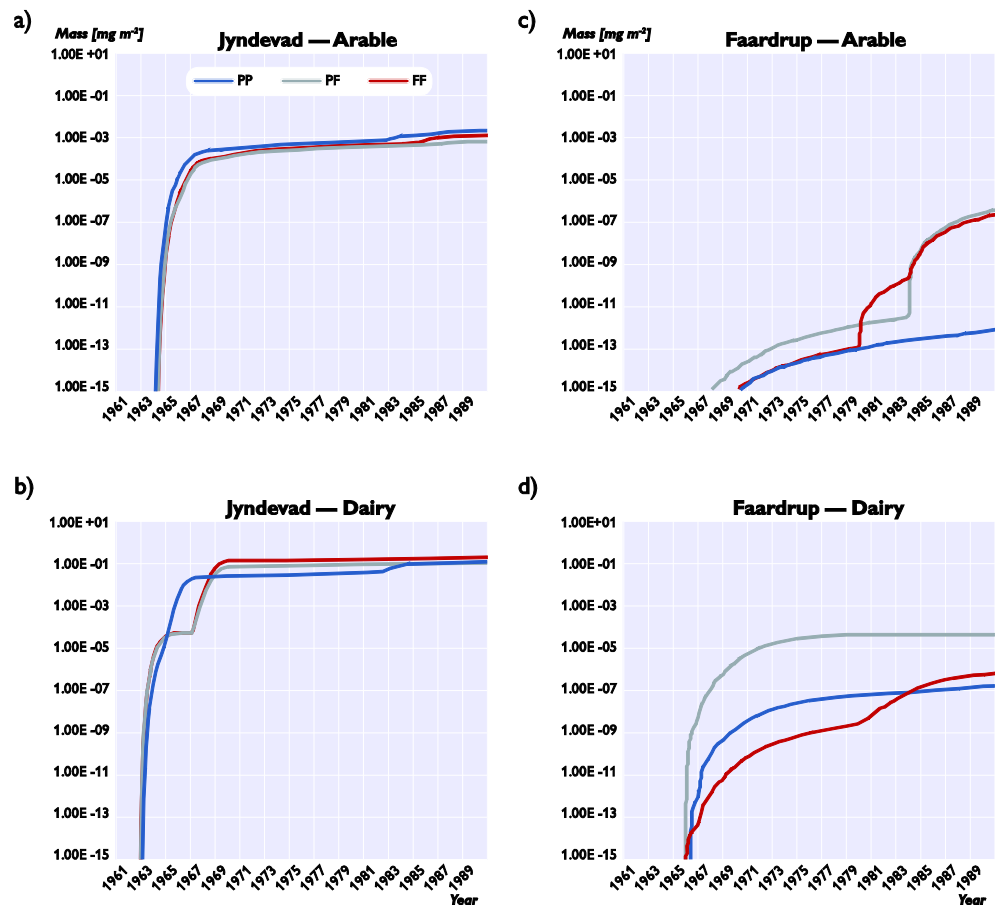 a)
Mass [mg m-2]
Jyndevad — Arable
1.00E +01
1.00E -01
1.00E -03
1.00E -05
1.00E -07
1.00E -09
1.00E -11
1.00E -13
1.00E -15
PP PF FF
1961 1963 1965 1967 1969 1971 1973 1975 1977 1979 1981 1983 1985 1987 1989
c)
Mass [mg m-2]
Faardrup — Arable
1.00E +01
1.00E -01
1.00E -03
1.00E -05
1.00E -07
1.00E -09
1.00E -11
1.00E -13
1.00E -15
1961 1963 1965 1967 1969 1971 1973 1975 1977 1979 1981 1983 1985 1987 1989
b)
Jyndevad — Dairy
1.00E +01
1.00E -01
1.00E -03
1.00E -05
1.00E -07
1.00E -09
1.00E -11
1.00E -13
1.00E -15
1961 1963 1965 1967 1969 1971 1973 1975 1977 1979 1981 1983 1985 1987 1989
Year
d)
Faardrup — Dairy
1.00E +01
1.00E -01
1.00E -03
1.00E -05
1.00E -07
1.00E -09
1.00E -11
1.00E -13
1.00E -15
1961 1963 1965 1967 1969 1971 1973 1975 1977 1979 1981 1983 1985 1987 1989
Year